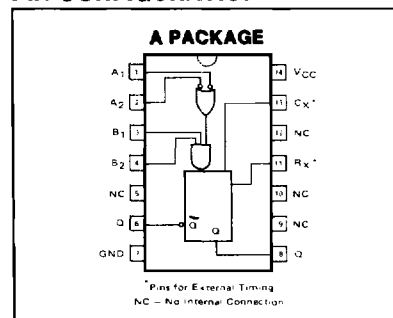 A PACKAGE
A1 1 14 VCC
A2 2 13 CX*
B1 3 12 NC
B2 4 11 RX*
NC 5 10 NC
Q 6 9 NC
Q̅ Q
GND 7 8 Q
*Pins for External Timing
NC – No Internal Connection